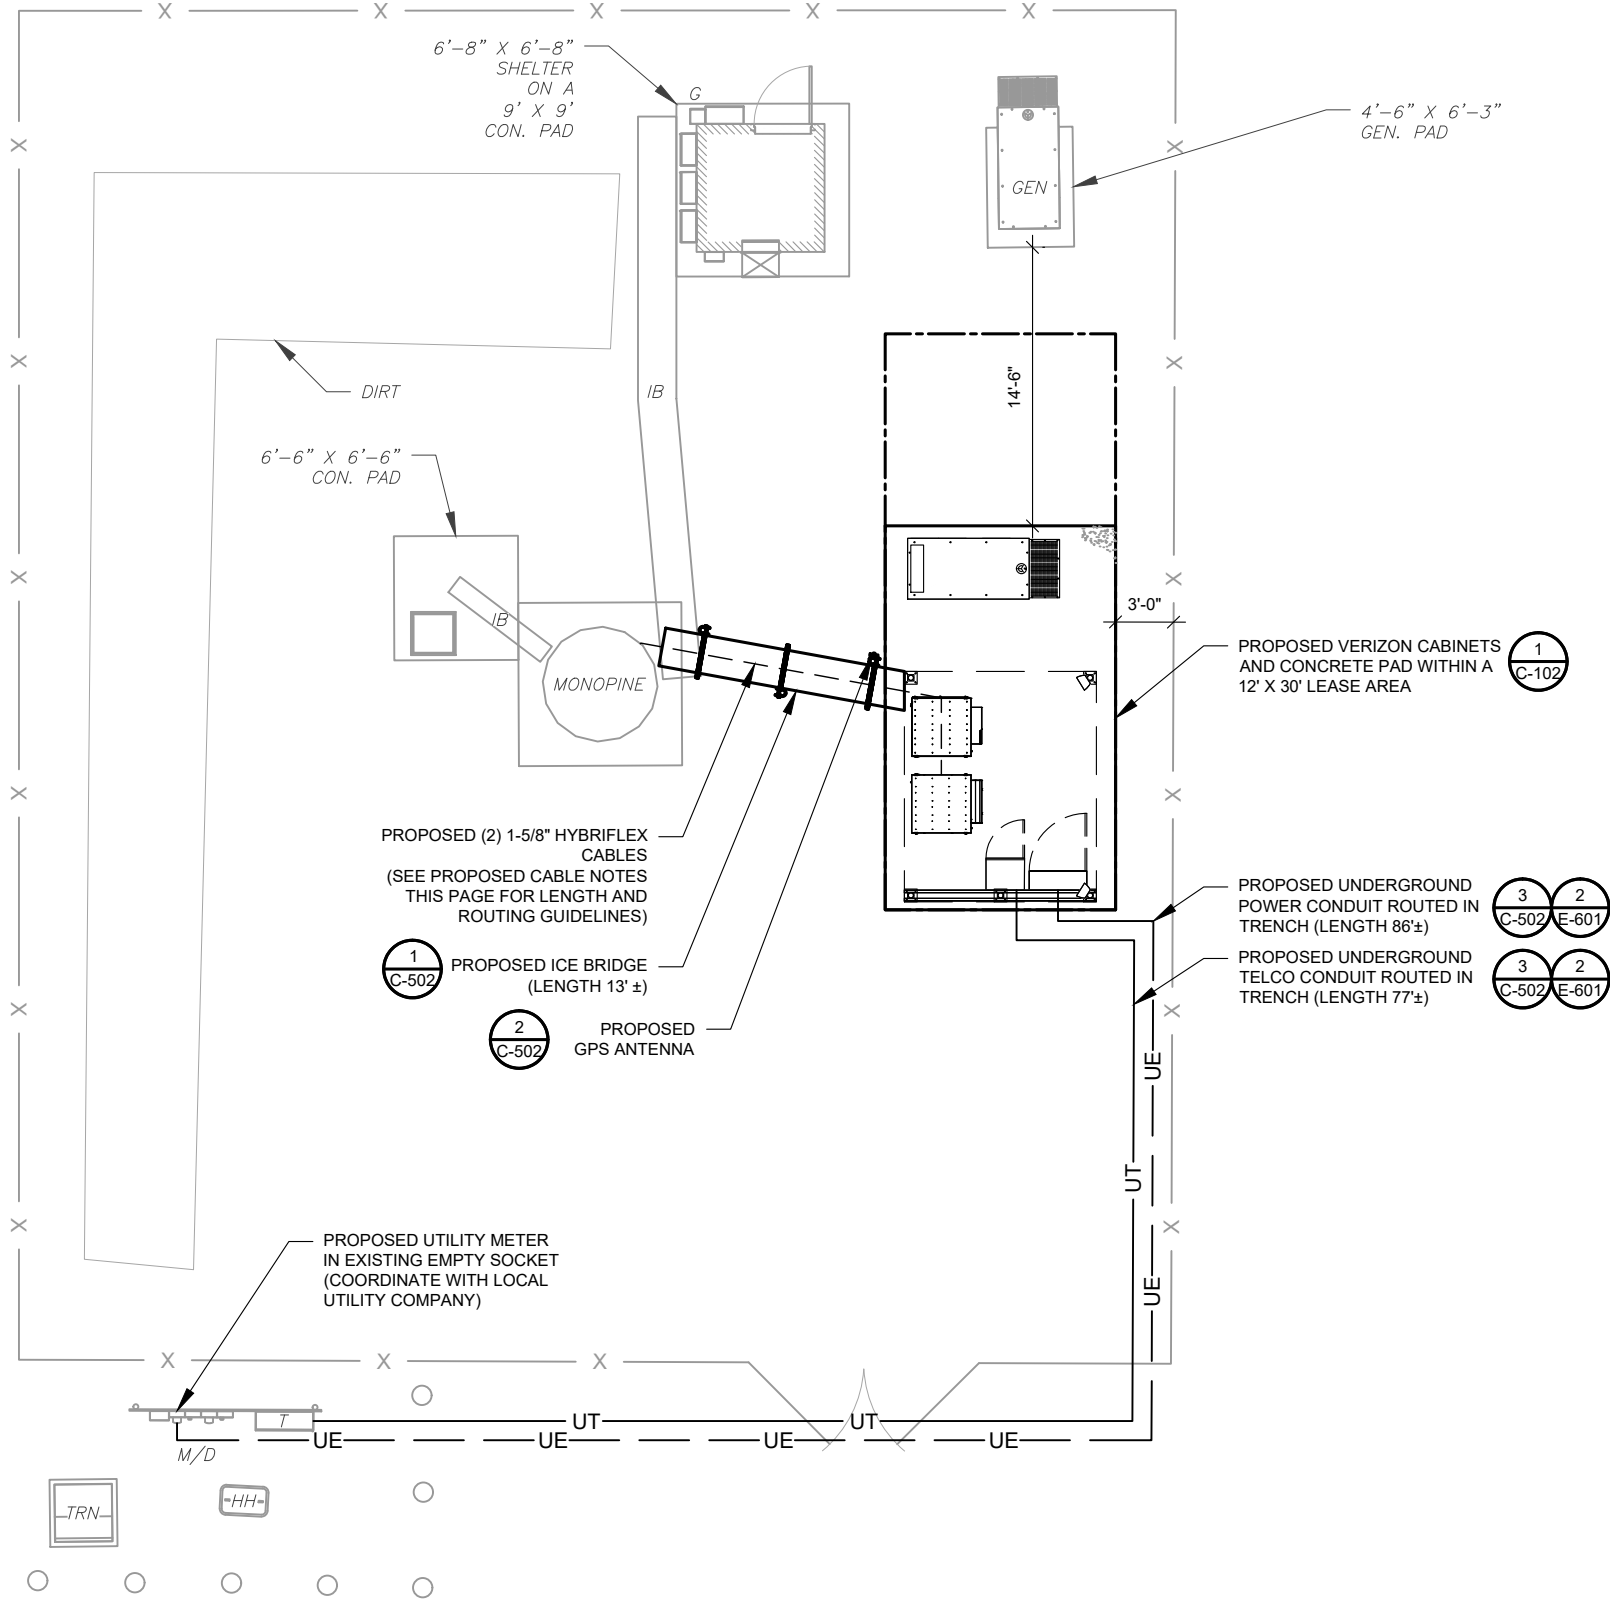 X X X X X
6'-8" X 6'-8"
SHELTER
ON A
9' X 9'
CON. PAD
G
4'-6" X 6'-3"
GEN. PAD
GEN
X
X
X
X
14'-6"
DIRT
IB
6'-6" X 6'-6"
CON. PAD
IB
MONOPINE
X
X
3'-0"
PROPOSED VERIZON CABINETS
AND CONCRETE PAD WITHIN A
12' X 30' LEASE AREA
1
C-102
X
X
PROPOSED (2) 1-5/8" HYBRIFLEX
CABLES
(SEE PROPOSED CABLE NOTES
THIS PAGE FOR LENGTH AND
ROUTING GUIDELINES)
PROPOSED UNDERGROUND
POWER CONDUIT ROUTED IN
TRENCH (LENGTH 86'±)
3
C-502
2
E-601
1
C-502
PROPOSED ICE BRIDGE
(LENGTH 13' ±)
PROPOSED UNDERGROUND
TELCO CONDUIT ROUTED IN
TRENCH (LENGTH 77'±)
3
C-502
2
E-601
X
X
2
C-502
PROPOSED
GPS ANTENNA
UE
UT
X
X
UE
PROPOSED UTILITY METER
IN EXISTING EMPTY SOCKET
(COORDINATE WITH LOCAL
UTILITY COMPANY)
X X X
T
UT UT
UE UE UE UE
M/D
TRN
HH